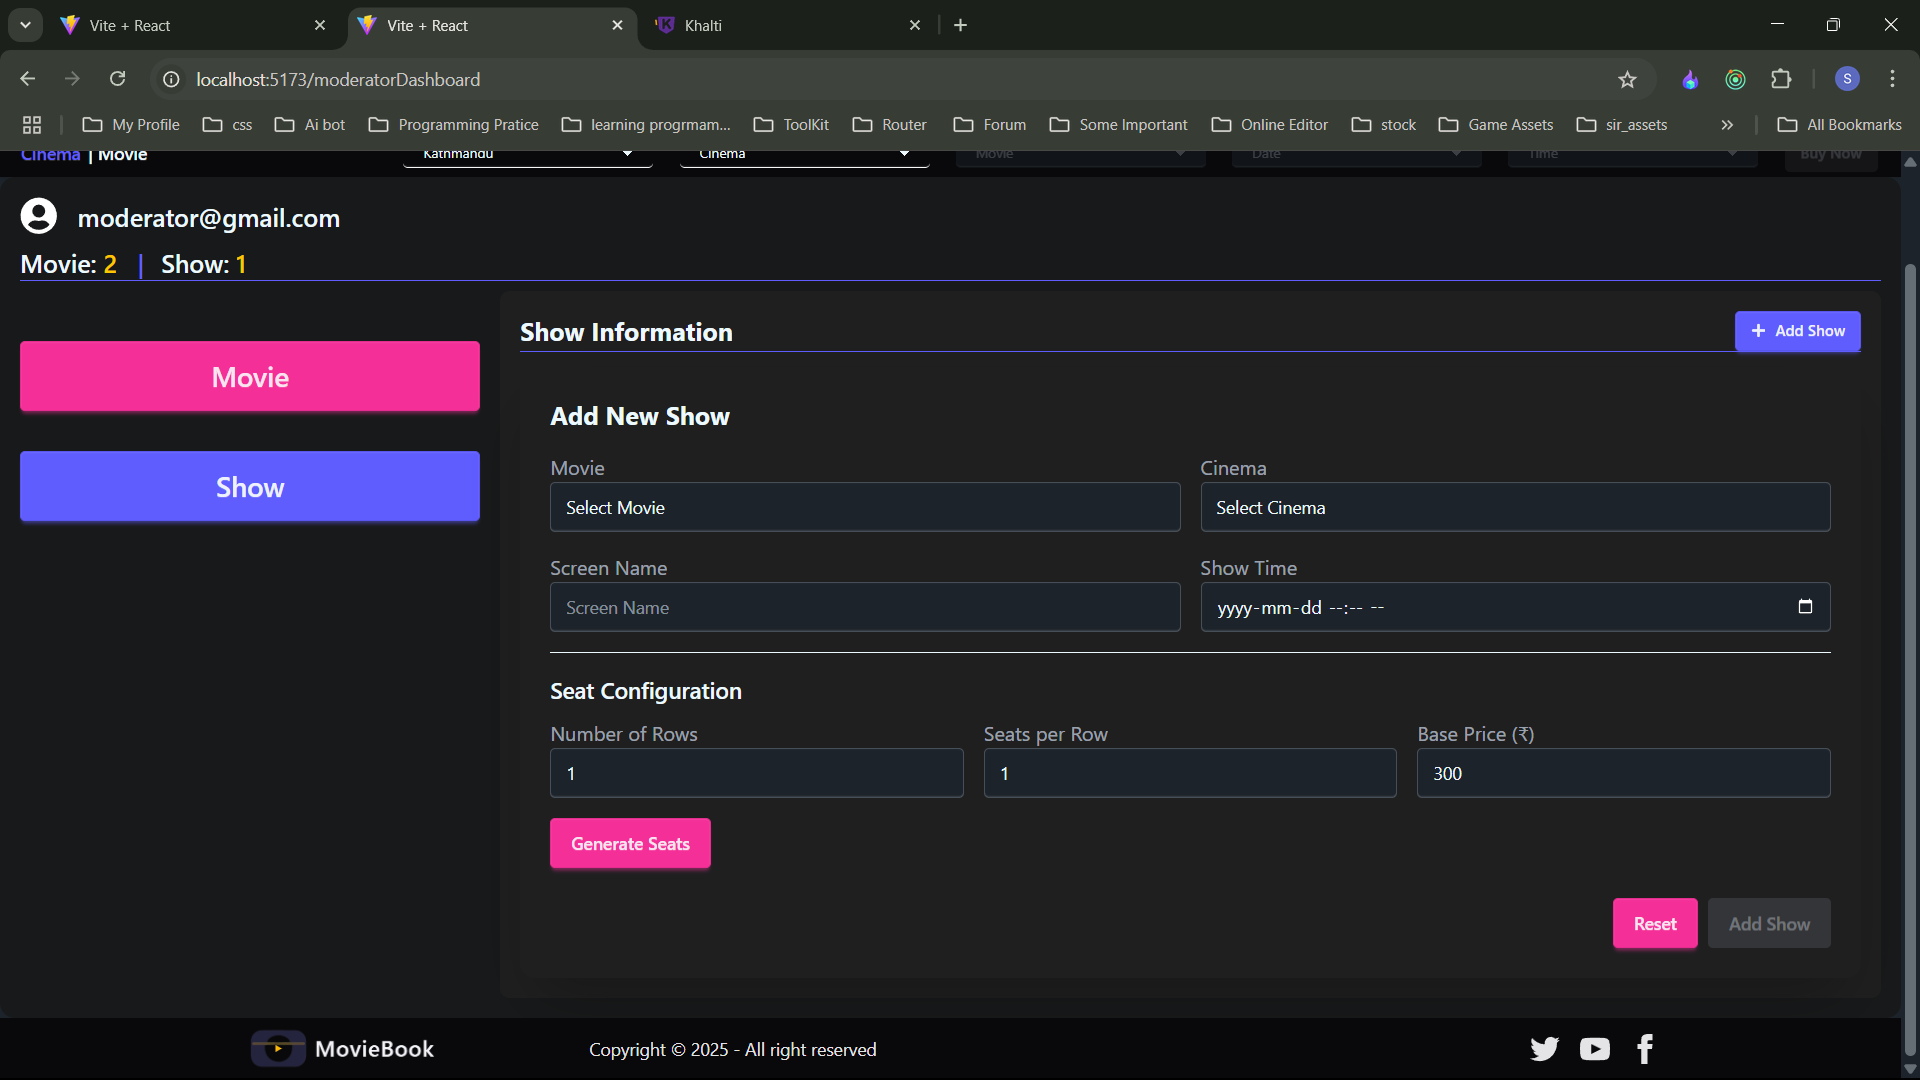 Vite + React
Vite + React
Khalti
localhost:5173/moderatorDashboard
S
My Profile
css
Ai bot
Programming Pratice
learning progrmam...
ToolKit
Router
Forum
Some Important
Online Editor
stock
Game Assets
sir_assets
All Bookmarks
Cinema | Movie
Kathmandu
Cinema
Movie
Date
Time
Buy Now
moderator@gmail.com
Movie: 2 | Show: 1
Movie
Show
Show Information
+ Add Show
Add New Show
Movie
Cinema
Select Movie
Select Cinema
Screen Name
Show Time
Screen Name
yyyy-mm-dd --:-- --
Seat Configuration
Number of Rows
Seats per Row
Base Price (₹)
1
1
300
Generate Seats
Reset
Add Show
MovieBook
Copyright © 2025 - All right reserved